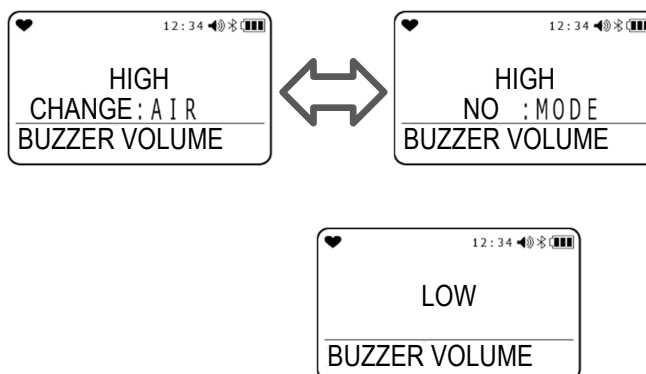 12:34
HIGH
CHANGE:AIR
BUZZER VOLUME
12:34
HIGH
NO :MODE
BUZZER VOLUME
12:34
LOW
BUZZER VOLUME